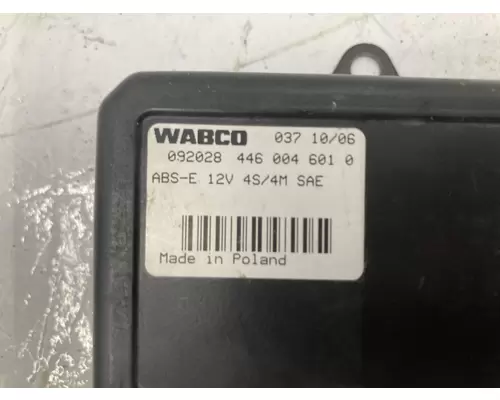 WABCO 037 10/06
092028 446 004 601 0
ABS-E 12V 4S/4M SAE
Made in Poland